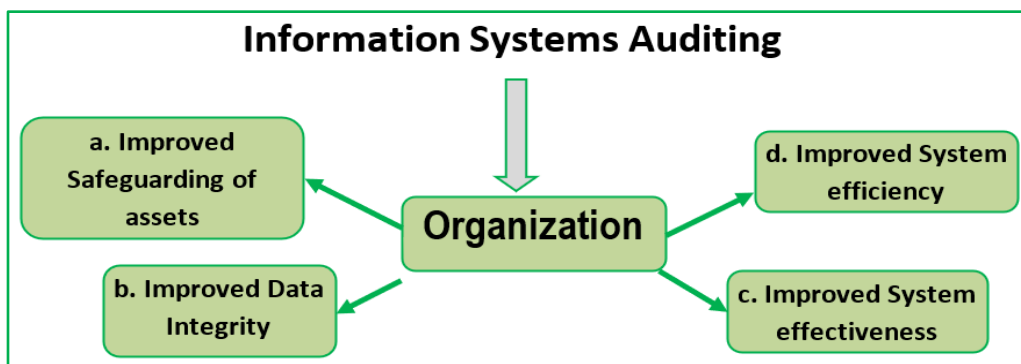 Information Systems Auditing
a. Improved
Safeguarding of
assets
d. Improved System
efficiency
Organization
b. Improved Data
Integrity
c. Improved System
effectiveness